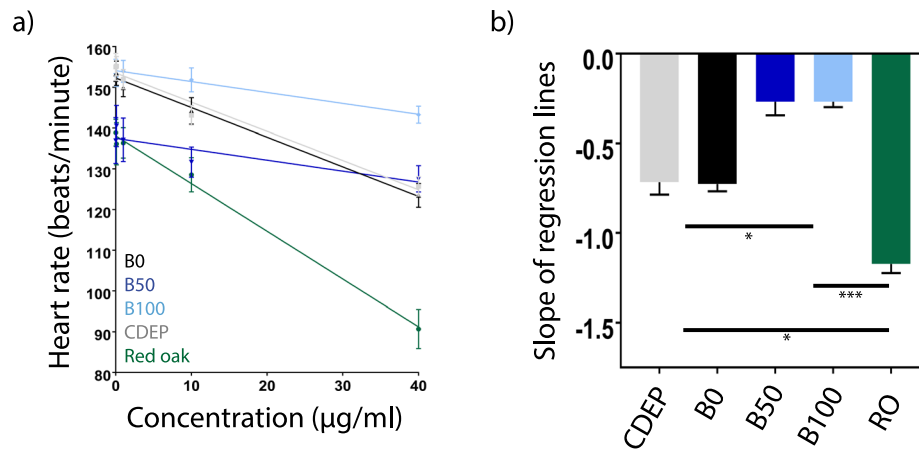 a)
Heart rate (beats/minute)
160
150
140
130
120
110
100
90
80
B0
B50
B100
CDEP
Red oak
0
10
20
30
40
Concentration (µg/ml)
b)
Slope of regression lines
0.0
-0.5
-1.0
-1.5
*
***
*
CDEP
B0
B50
B100
RO